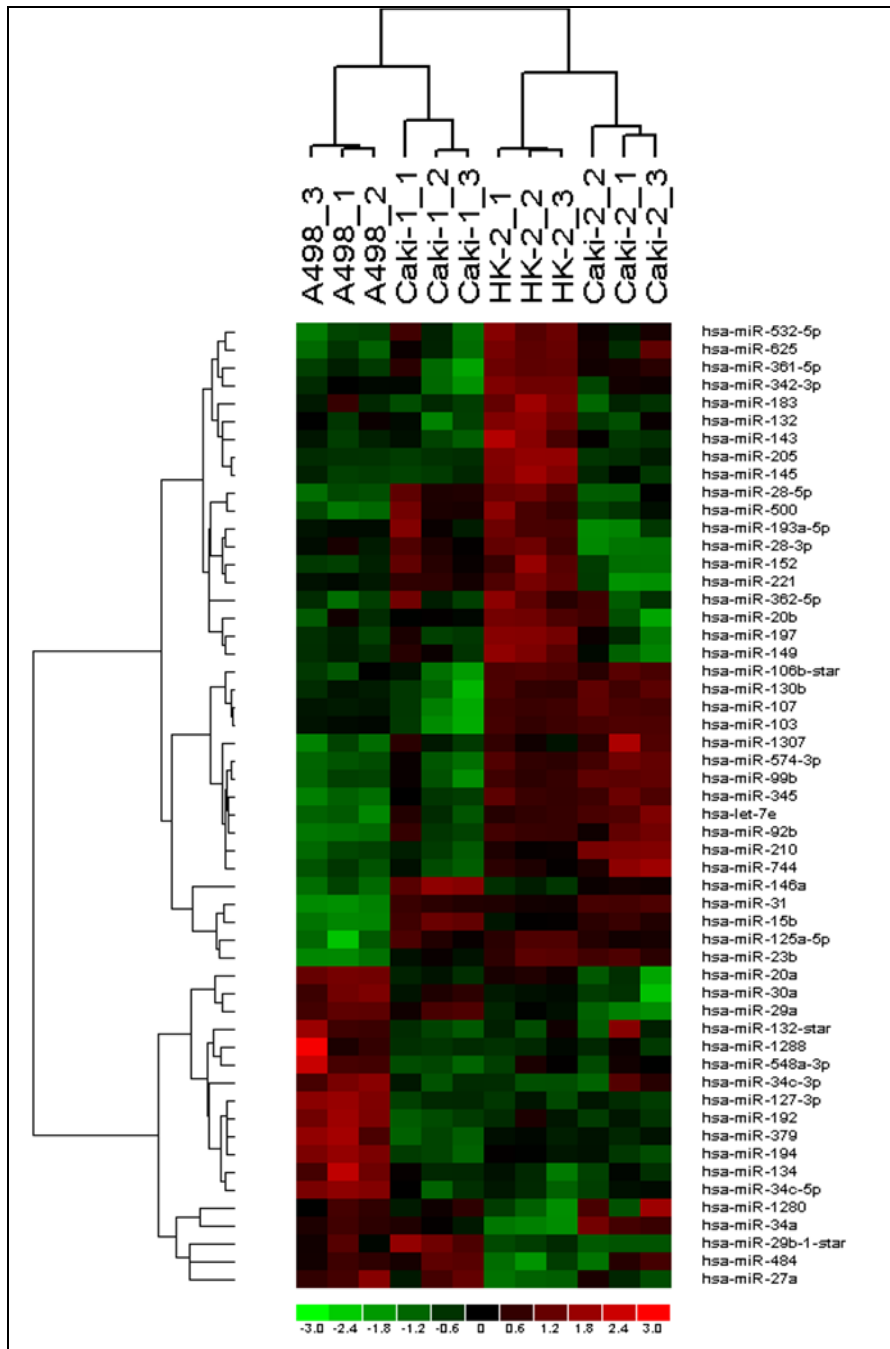 A498_3
A498_1
A498_2
Caki-1_1
Caki-1_2
Caki-1_3
HK-2_1
HK-2_2
HK-2_3
Caki-2_2
Caki-2_1
Caki-2_3
hsa-miR-532-5p
hsa-miR-625
hsa-miR-361-5p
hsa-miR-342-3p
hsa-miR-183
hsa-miR-132
hsa-miR-143
hsa-miR-205
hsa-miR-145
hsa-miR-28-5p
hsa-miR-500
hsa-miR-193a-5p
hsa-miR-28-3p
hsa-miR-152
hsa-miR-221
hsa-miR-362-5p
hsa-miR-20b
hsa-miR-197
hsa-miR-149
hsa-miR-106b-star
hsa-miR-130b
hsa-miR-107
hsa-miR-103
hsa-miR-1307
hsa-miR-574-3p
hsa-miR-99b
hsa-miR-345
hsa-let-7e
hsa-miR-92b
hsa-miR-210
hsa-miR-744
hsa-miR-146a
hsa-miR-31
hsa-miR-15b
hsa-miR-125a-5p
hsa-miR-23b
hsa-miR-20a
hsa-miR-30a
hsa-miR-29a
hsa-miR-132-star
hsa-miR-1288
hsa-miR-548a-3p
hsa-miR-34c-3p
hsa-miR-127-3p
hsa-miR-192
hsa-miR-379
hsa-miR-194
hsa-miR-134
hsa-miR-34c-5p
hsa-miR-1280
hsa-miR-34a
hsa-miR-29b-1-star
hsa-miR-484
hsa-miR-27a
-3.0 -2.4 -1.8 -1.2 -0.6 0 0.6 1.2 1.8 2.4 3.0